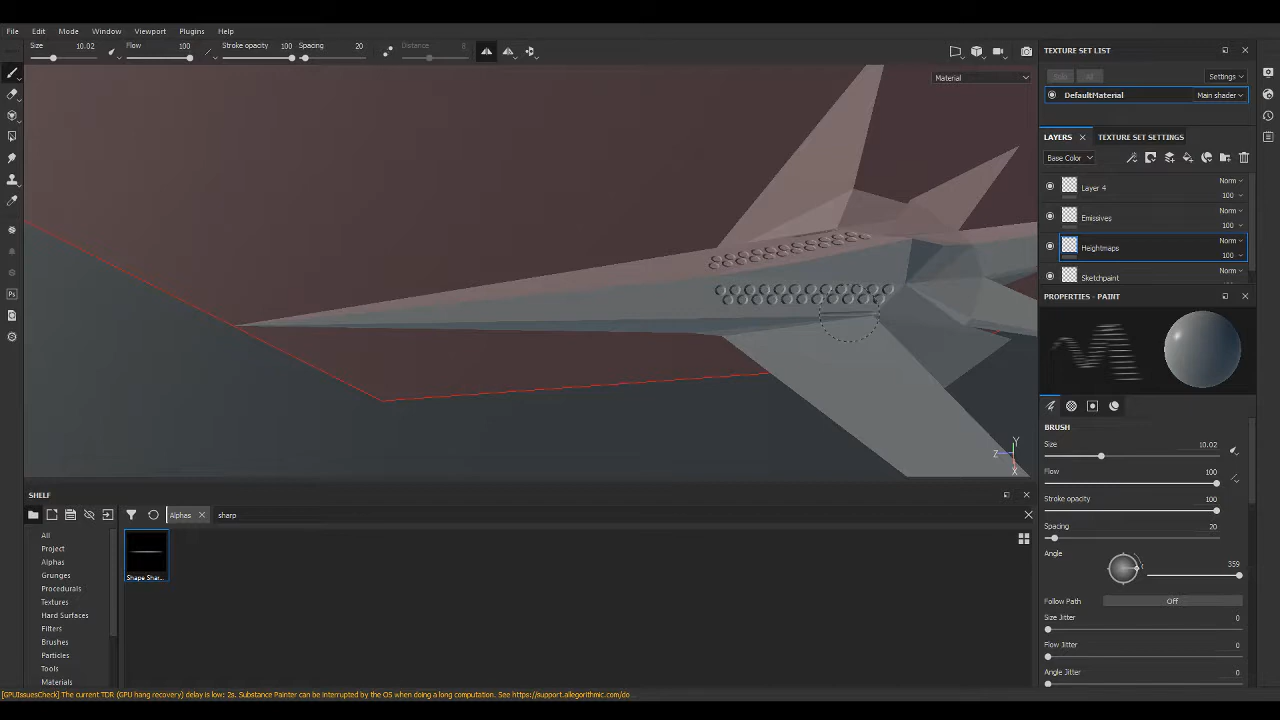 File Edit Mode Window Viewport Plugins Help
Size 10.02 Flow 100 Stroke opacity 100 Spacing 20 Distance 0
Material
TEXTURE SET LIST
Solo All Settings
DefaultMaterial Main shader
LAYERS TEXTURE SET SETTINGS
Base Color
Layer 4 Norm 100
Emissives Norm 100
Heightmaps Norm 100
Sketchpaint Norm
PROPERTIES - PAINT
BRUSH
Size 10.02
Flow 100
Stroke opacity 100
Spacing 20
Angle 359
Follow Path Off
Size Jitter 0
Flow Jitter 0
Angle Jitter 0
Y
Z
X
SHELF
Alphas sharp
All
Project
Alphas
Grunges
Procedurals
Textures
Hard Surfaces
Filters
Brushes
Particles
Tools
Materials
Shape Shar...
Ps
[GPUIssuesCheck] The current TDR (GPU hang recovery) delay is low: 2s. Substance Painter can be interrupted by the OS when doing a long computation. See https://support.allegorithmic.com/do